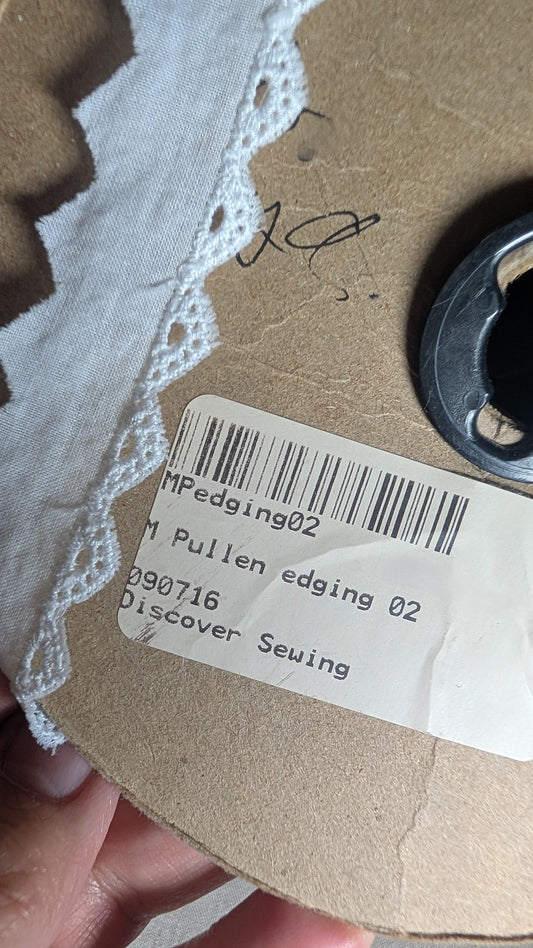 MPedging02
M Pullen edging 02
090716
Discover Sewing